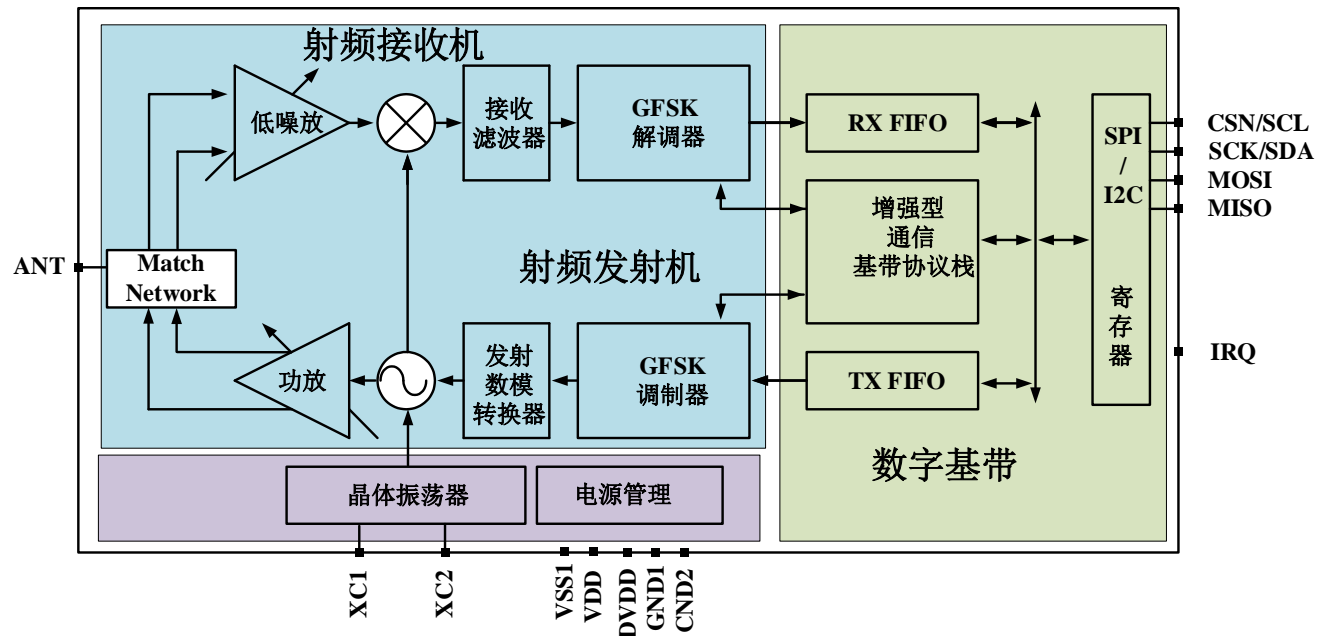 射频接收机
低噪放
接收
滤波器
GFSK
解调器
RX FIFO
SPI
/
I2C
寄
存
器
CSN/SCL
SCK/SDA
MOSI
MISO
增强型
通信
基带协议栈
ANT
Match
Network
射频发射机
功放
发射
数模
转换器
GFSK
调制器
TX FIFO
IRQ
数字基带
晶体振荡器
电源管理
XC1
XC2
VSS1
VDD
DVDD
GND1
CND2